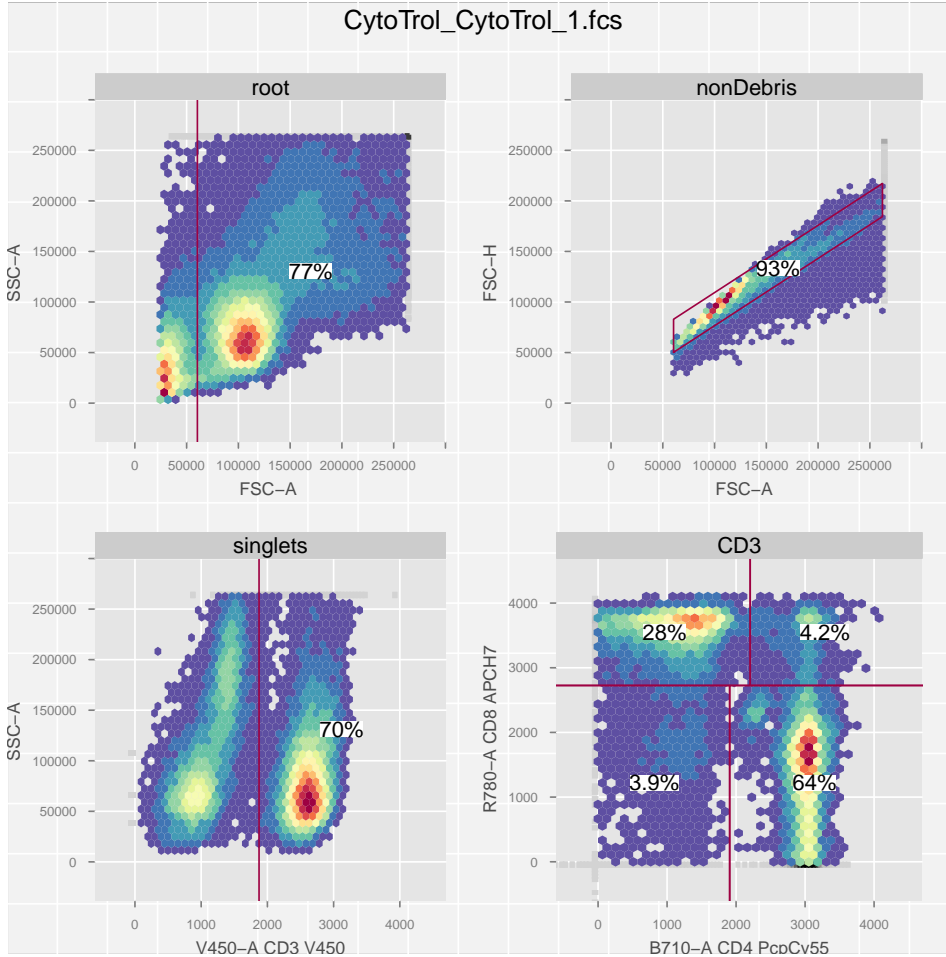 CytoTrol_CytoTrol_1.fcs
root
SSC−A
250000
200000
150000
100000
50000
0
77%
0 50000 100000 150000 200000 250000
FSC−A
nonDebris
FSC−H
250000
200000
150000
100000
50000
0
93%
0 50000 100000 150000 200000 250000
FSC−A
singlets
SSC−A
250000
200000
150000
100000
50000
0
70%
0 1000 2000 3000 4000
V450−A CD3 V450
CD3
R780−A CD8 APCH7
4000
3000
2000
1000
0
28% 4.2%
3.9% 64%
0 1000 2000 3000 4000
B710−A CD4 PcpCy55